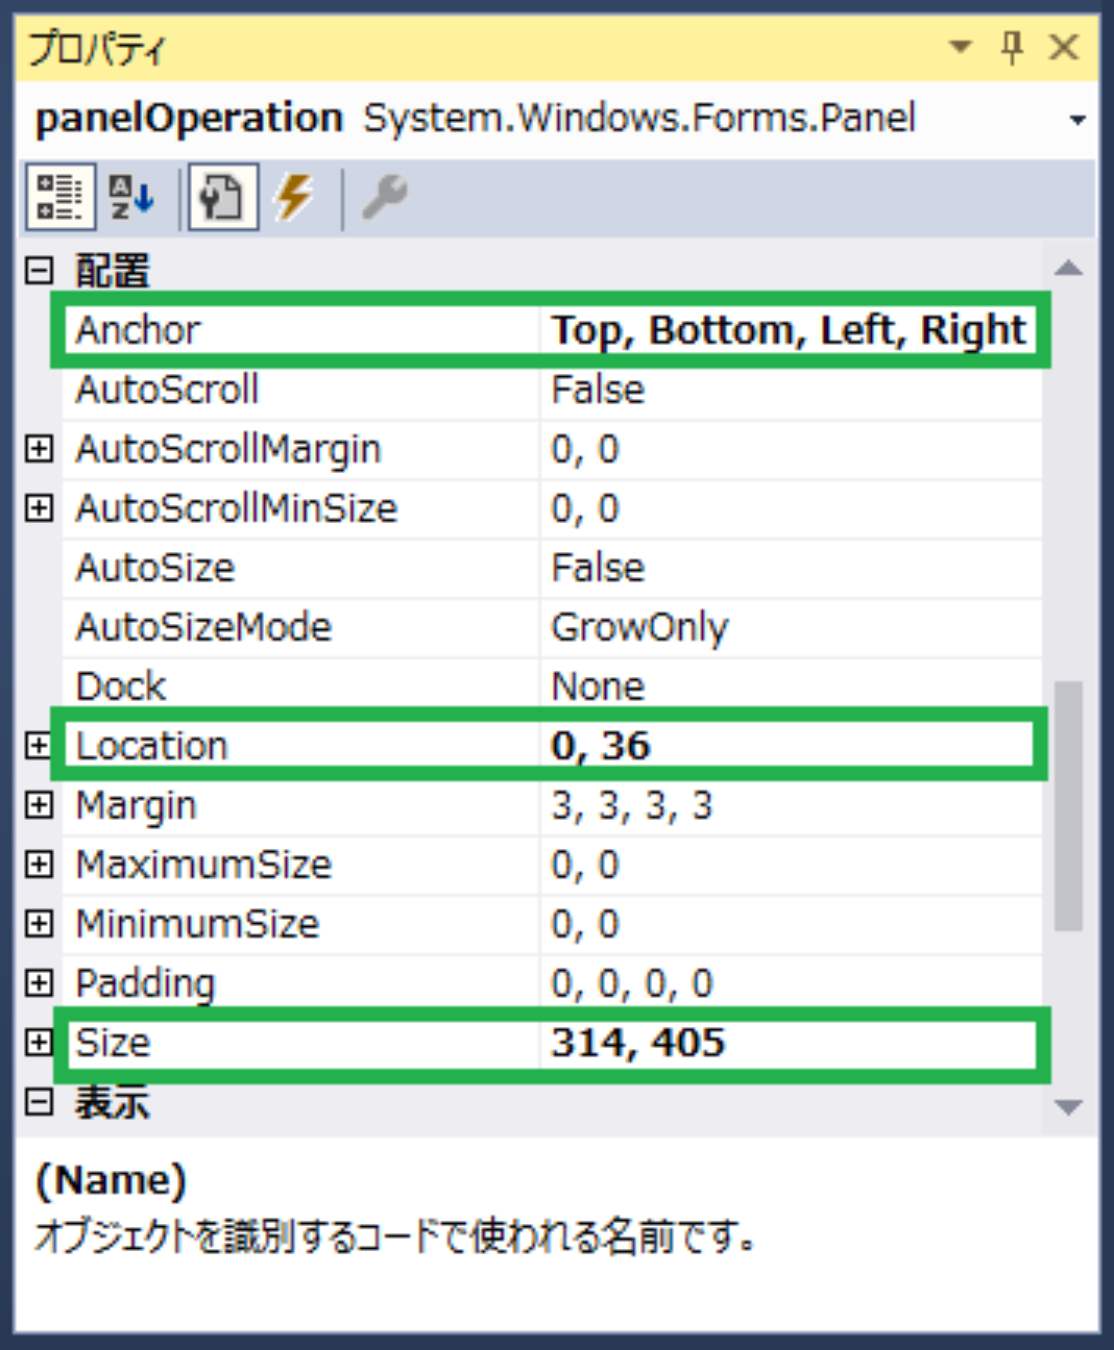 プロパティ
panelOperation System.Windows.Forms.Panel
配置
Anchor Top, Bottom, Left, Right
AutoScroll False
AutoScrollMargin 0, 0
AutoScrollMinSize 0, 0
AutoSize False
AutoSizeMode GrowOnly
Dock None
Location 0, 36
Margin 3, 3, 3, 3
MaximumSize 0, 0
MinimumSize 0, 0
Padding 0, 0, 0, 0
Size 314, 405
表示
(Name)
オブジェクトを識別するコードで使われる名前です。